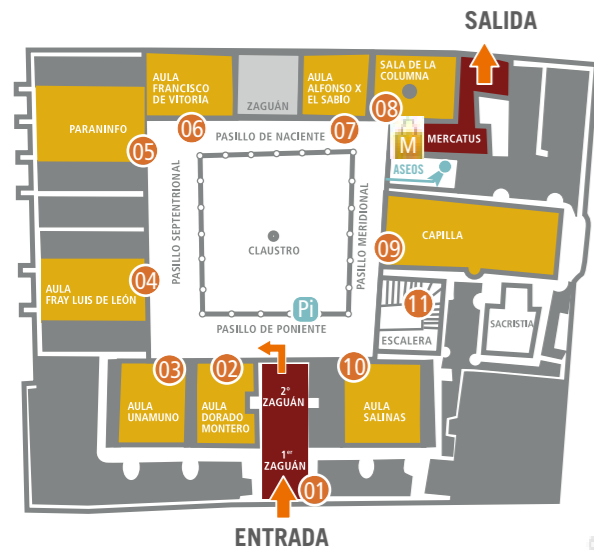 SALIDA
AULA
FRANCISCO
DE VITORIA
ZAGUÁN
AULA
ALFONSO X
EL SABIO
SALA DE LA
COLUMNA
06
07
08
PARANINFO
05
PASILLO DE NACIENTE
M
MERCATUS
ASEOS
PASILLO SEPTENTRIONAL
CLAUSTRO
PASILLO MERIDIONAL
09
CAPILLA
04
AULA
FRAY LUIS DE LEÓN
Pi
PASILLO DE PONIENTE
11
ESCALERA
SACRISTIA
03
02
10
AULA
UNAMUNO
AULA
DORADO
MONTERO
2º
ZAGUÁN
AULA
SALINAS
1er
ZAGUÁN
01
ENTRADA